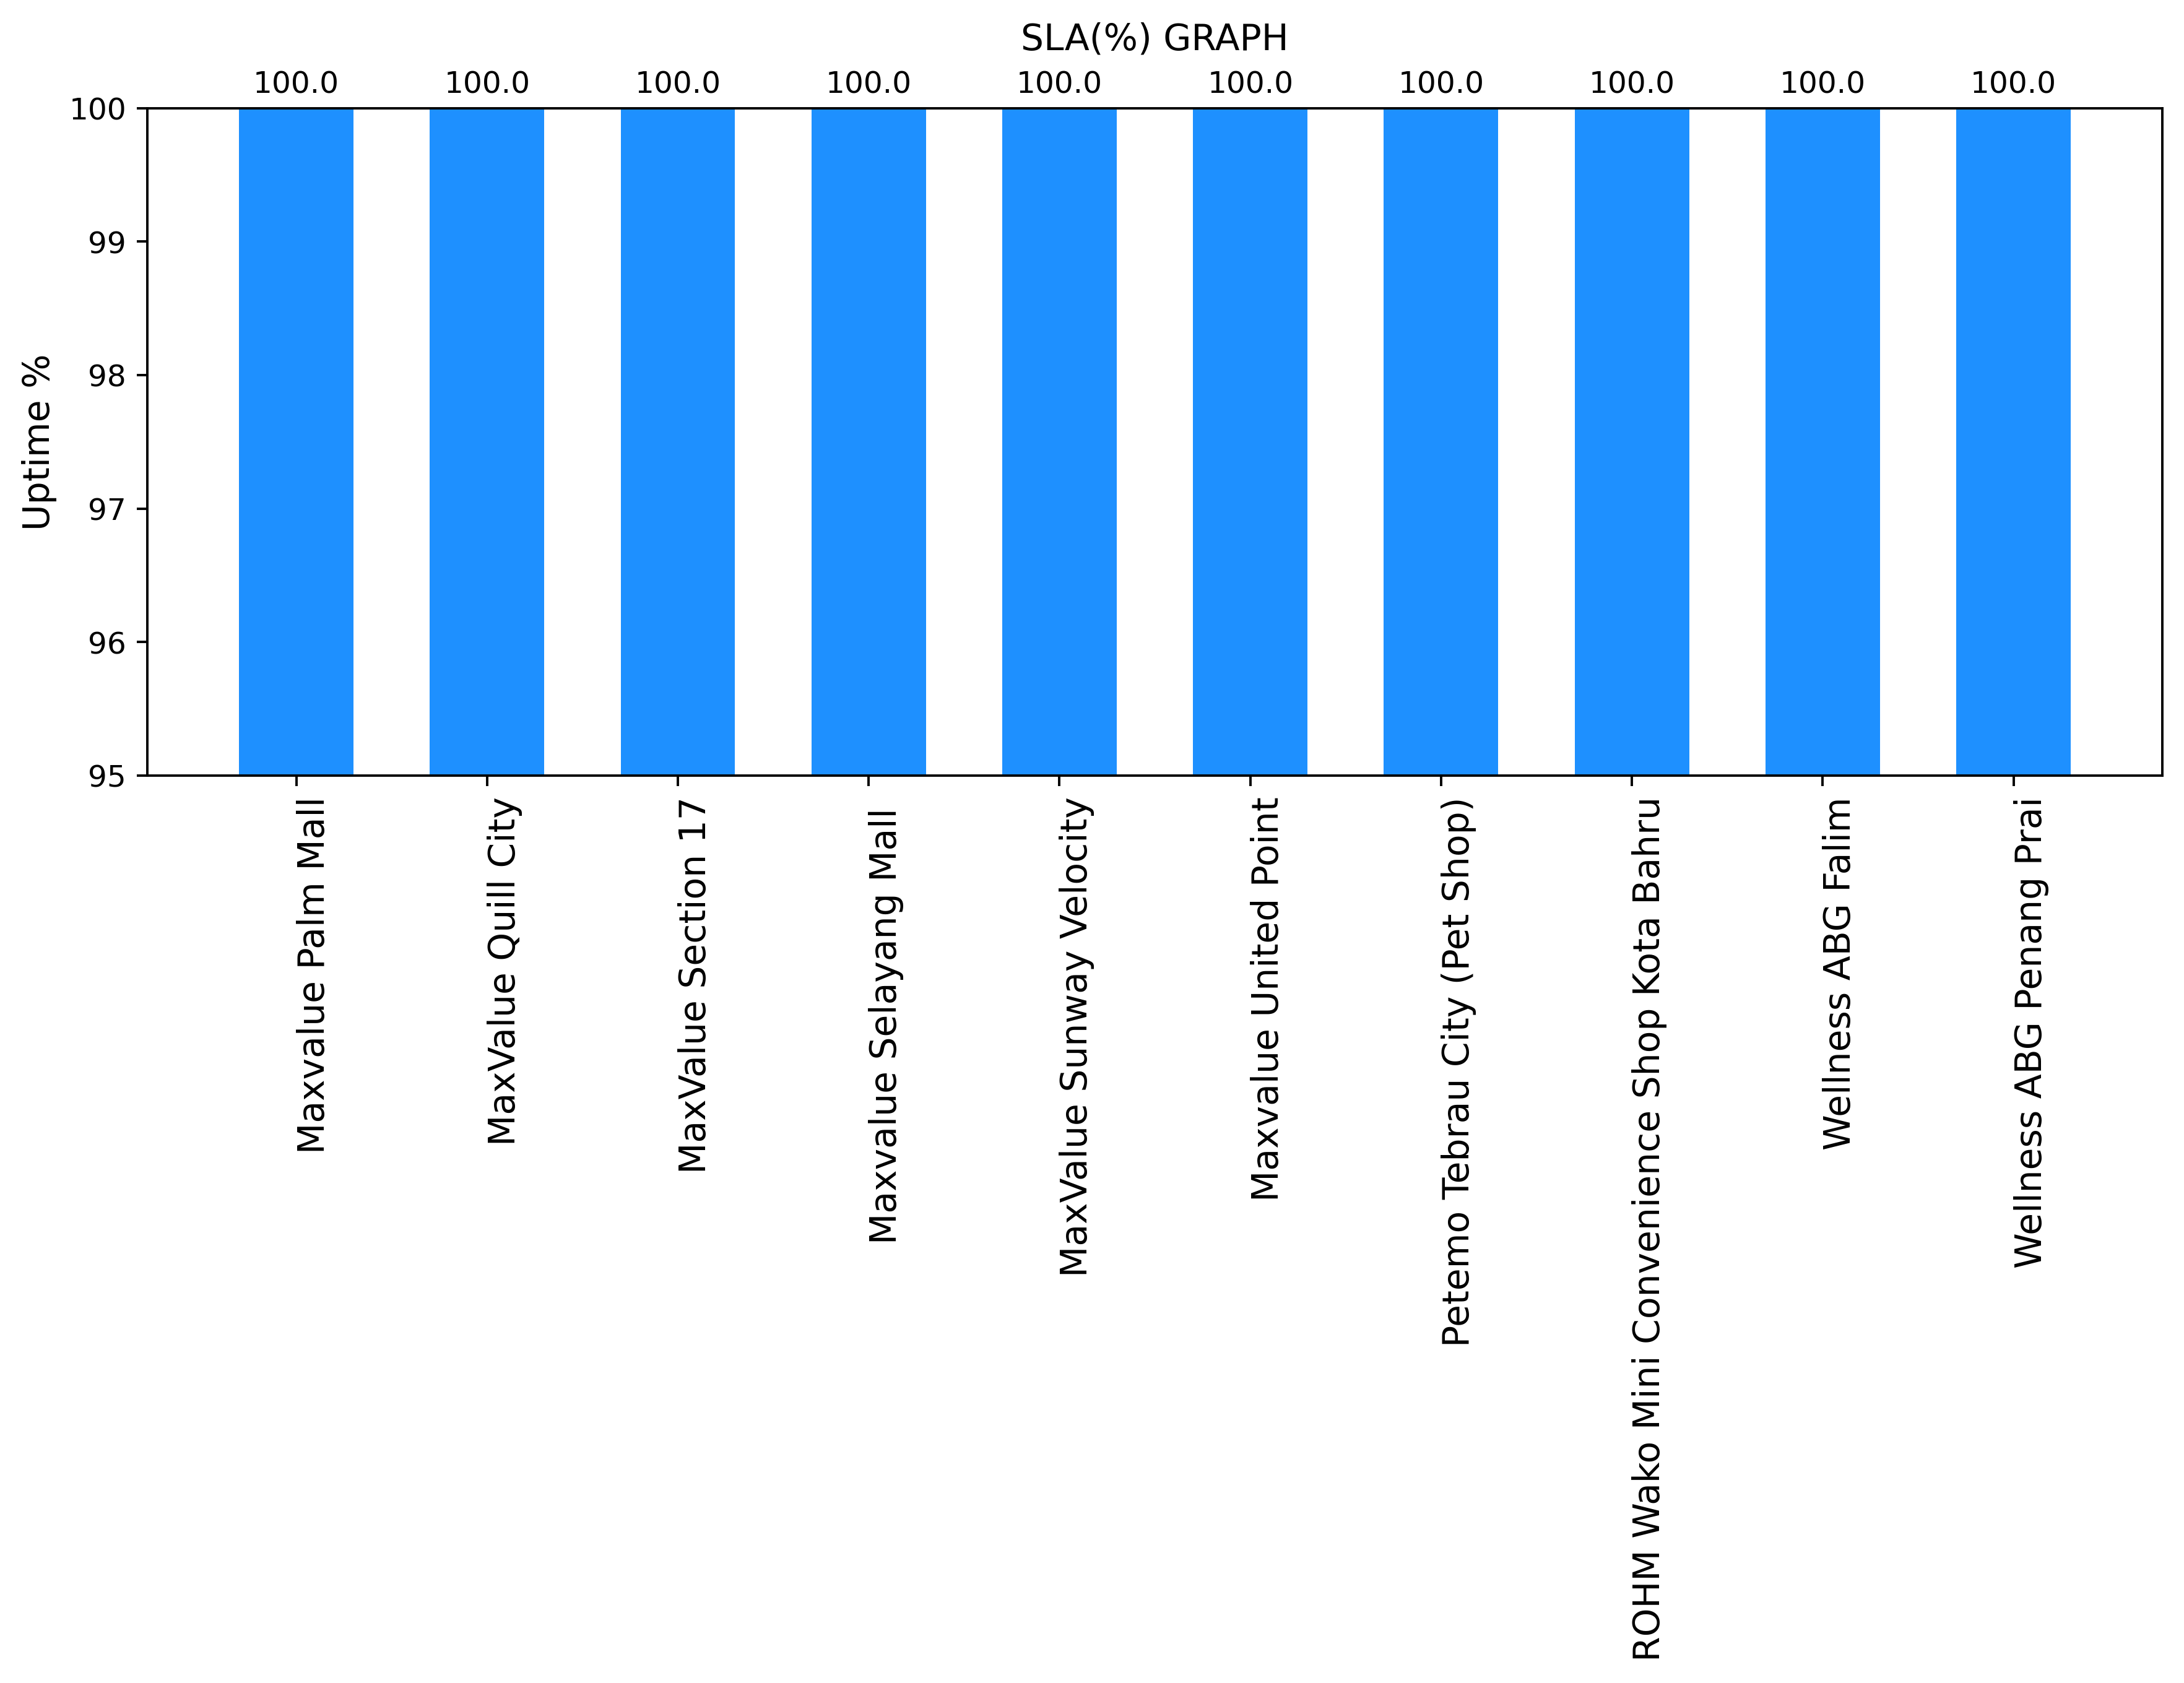 SLA(%) GRAPH
100.0 100.0 100.0 100.0 100.0 100.0 100.0 100.0 100.0 100.0
100
99
98
97
96
95
Uptime %
Maxvalue Palm Mall
MaxValue Quill City
MaxValue Section 17
Maxvalue Selayang Mall
MaxValue Sunway Velocity
Maxvalue United Point
Petemo Tebrau City (Pet Shop)
ROHM Wako Mini Convenience Shop Kota Bahru
Wellness ABG Falim
Wellness ABG Penang Prai